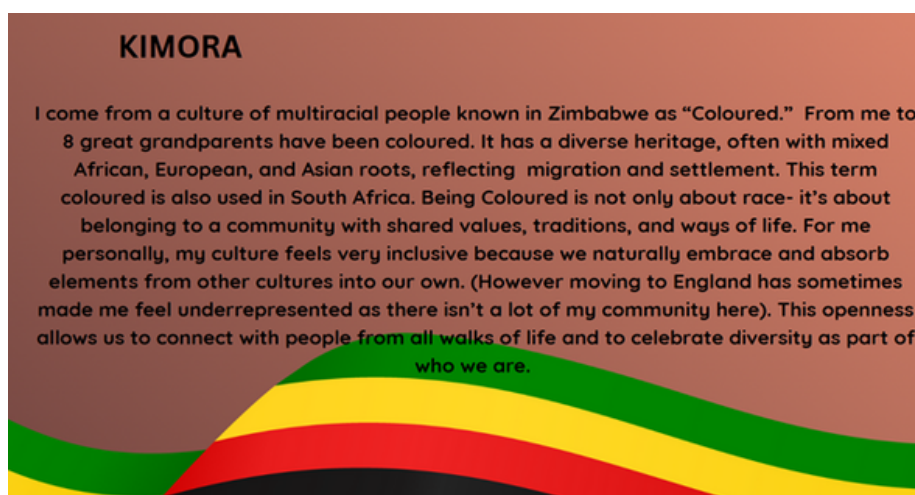 KIMORA
I come from a culture of multiracial people known in Zimbabwe as “Coloured.”  From me to
8 great grandparents have been coloured. It has a diverse heritage, often with mixed
African, European, and Asian roots, reflecting  migration and settlement. This term
coloured is also used in South Africa. Being Coloured is not only about race- it’s about
belonging to a community with shared values, traditions, and ways of life. For me
personally, my culture feels very inclusive because we naturally embrace and absorb
elements from other cultures into our own. (However moving to England has sometimes
made me feel underrepresented as there isn’t a lot of my community here). This openness
allows us to connect with people from all walks of life and to celebrate diversity as part of
who we are.